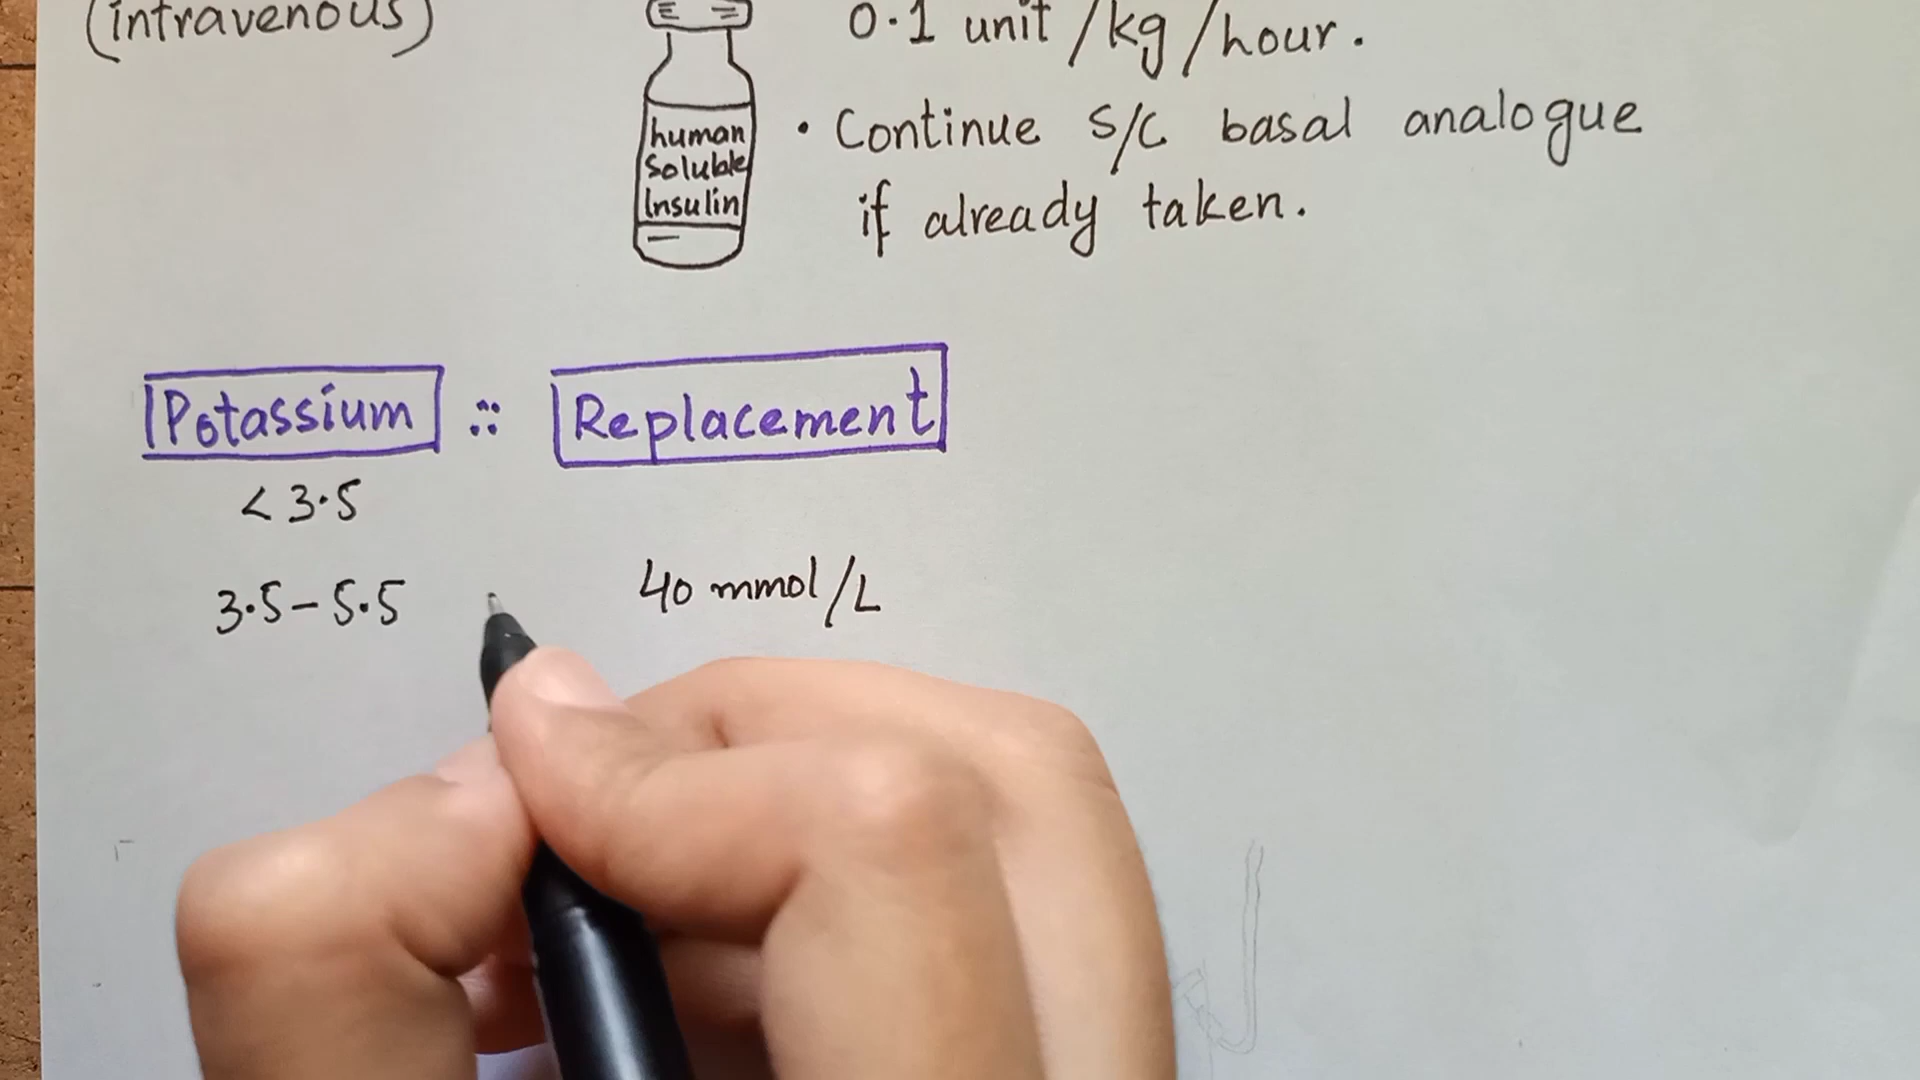 (intravenous)
0.1 unit/kg/hour.
• Continue S/C basal analogue
if already taken.
human
Soluble
Insulin
Potassium :: Replacement
< 3.5
3.5 - 5.5 40 mmol/L